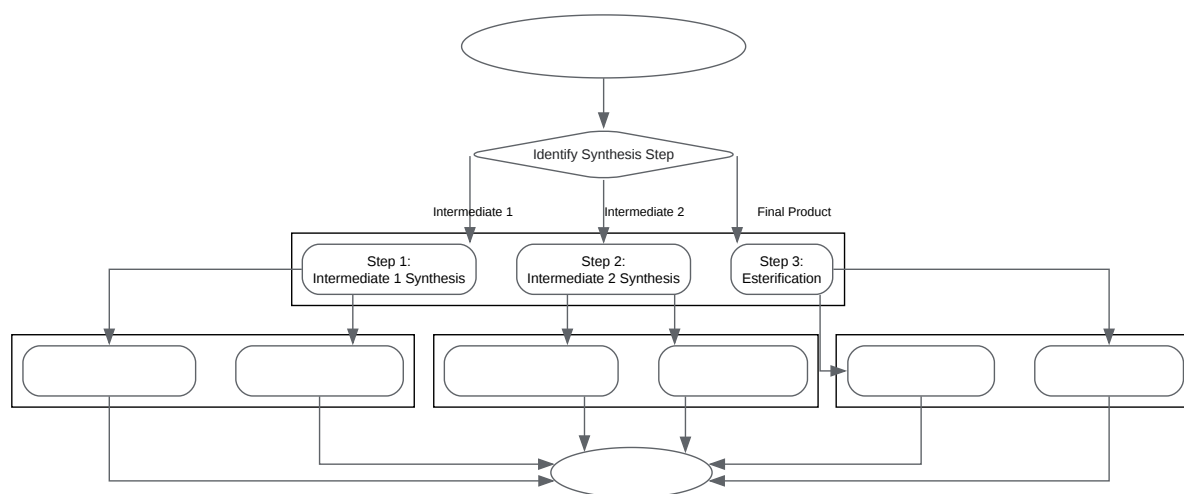 Identify Synthesis Step
Intermediate 1
Intermediate 2
Final Product
Step 1:
Intermediate 1 Synthesis
Step 2:
Intermediate 2 Synthesis
Step 3:
Esterification